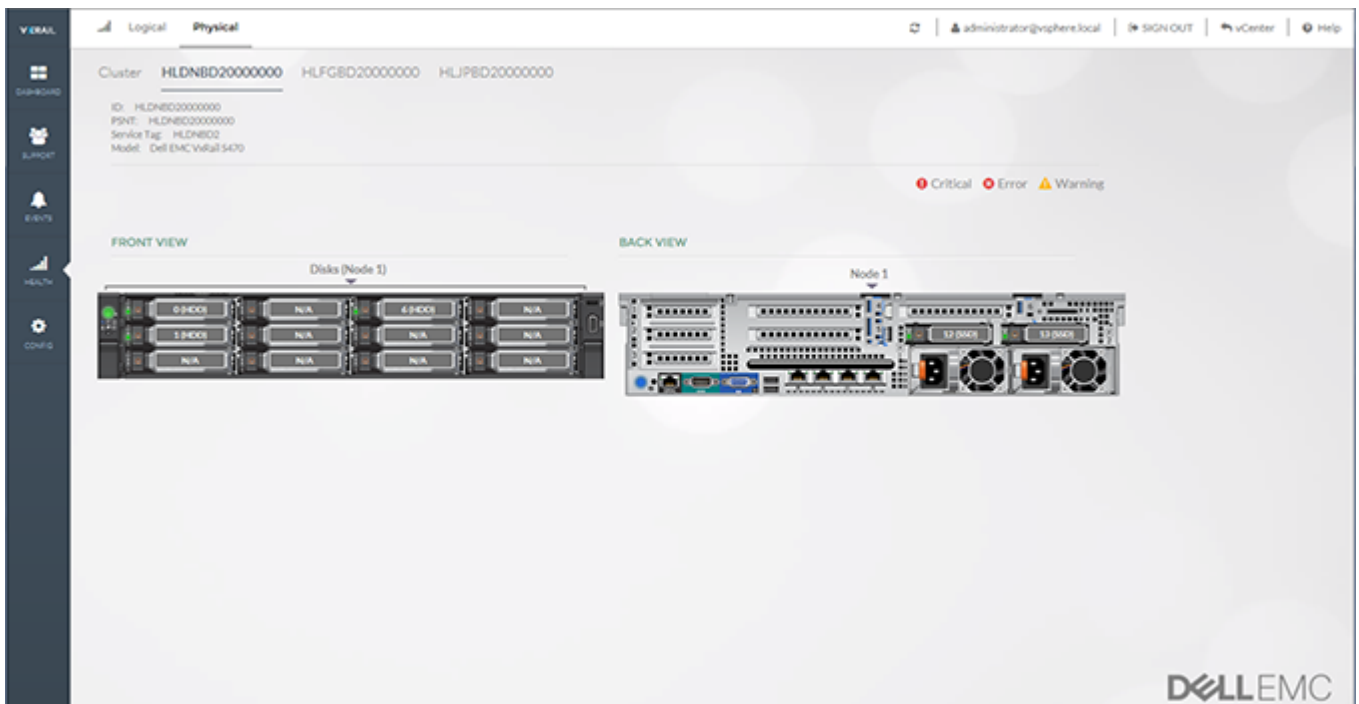 VXRAIL
Logical Physical administrator@vsphere.local SIGN OUT vCenter Help
DASHBOARD
SUPPORT
EVENTS
HEALTH
CONFIG
Cluster HLDNBD20000000 HLFGBD20000000 HLJPBD20000000
ID: HLDNBD20000000
PSNT: HLDNBD20000000
Service Tag: HLDNBD2
Model: Dell EMC VxRail S470
Critical Error Warning
FRONT VIEW
Disks (Node 1)
0 (HDD) N/A 6 (HDD) N/A
1 (HDD) N/A N/A N/A
N/A N/A N/A N/A
BACK VIEW
Node 1
12 (SSD) 13 (SSD)
DELLEMC